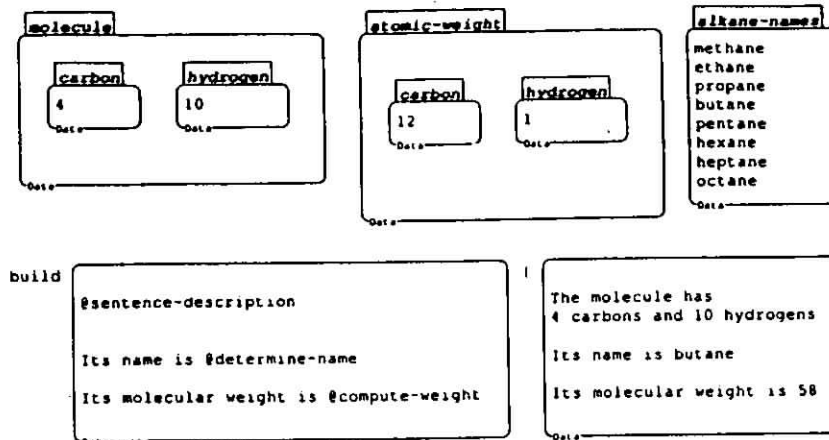 molecule
carbon
4
Data
hydrogen
10
Data
Data
atomic-weight
carbon
12
Data
hydrogen
1
Data
Data
alkane-names
methane
ethane
propane
butane
pentane
hexane
heptane
octane
Data
build
@sentence-description
Its name is @determine-name
Its molecular weight is @compute-weight
|
The molecule has
4 carbons and 10 hydrogens
Its name is butane
Its molecular weight is 58
Data